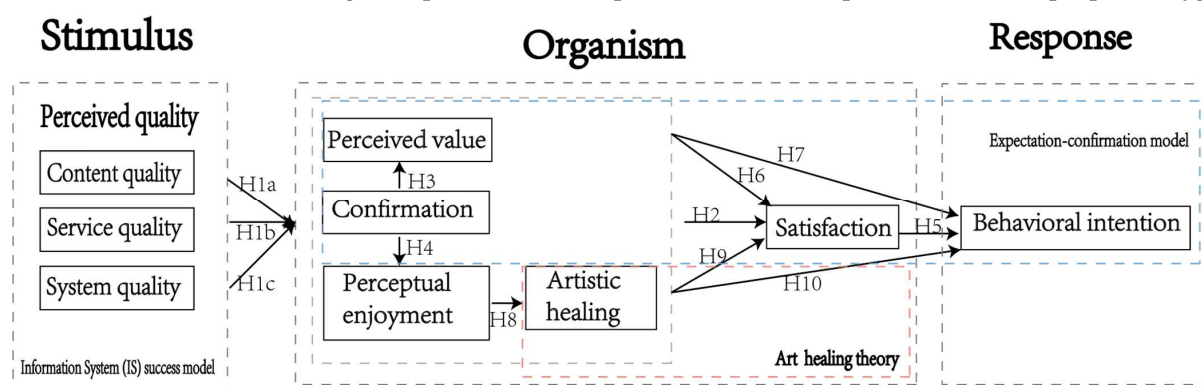 Stimulus
Organism
Response
Perceived quality
Content quality
Service quality
System quality
Information System (IS) success model
H1a
H1b
H1c
Perceived value
H3
Confirmation
H4
Perceptual
enjoyment
H8
Artistic
healing
H7
H6
H2
H9
H10
Satisfaction
H5
Art healing theory
Expectation-confirmation model
Behavioral intention